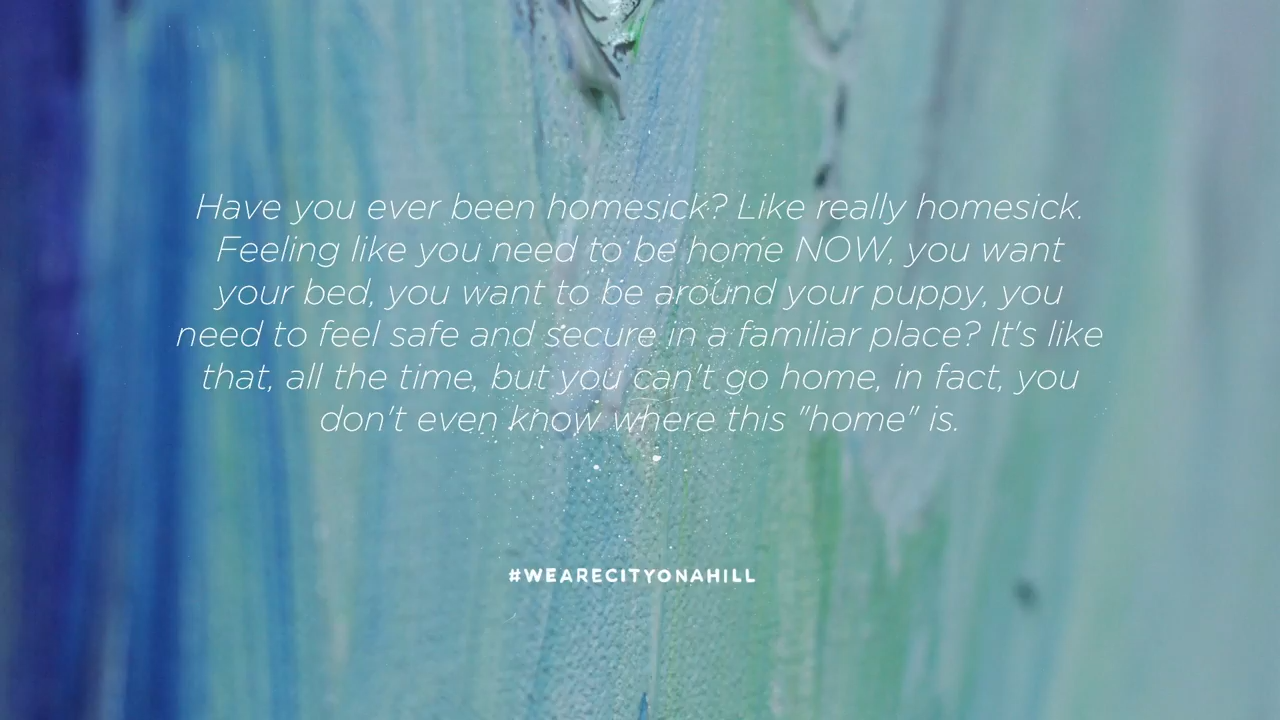 Have you ever been homesick? Like really homesick.
Feeling like you need to be home NOW, you want
your bed, you want to be around your puppy, you
need to feel safe and secure in a familiar place? It's like
that, all the time, but you can't go home, in fact, you
don't even know where this "home" is.
#WEARECITYONAHILL